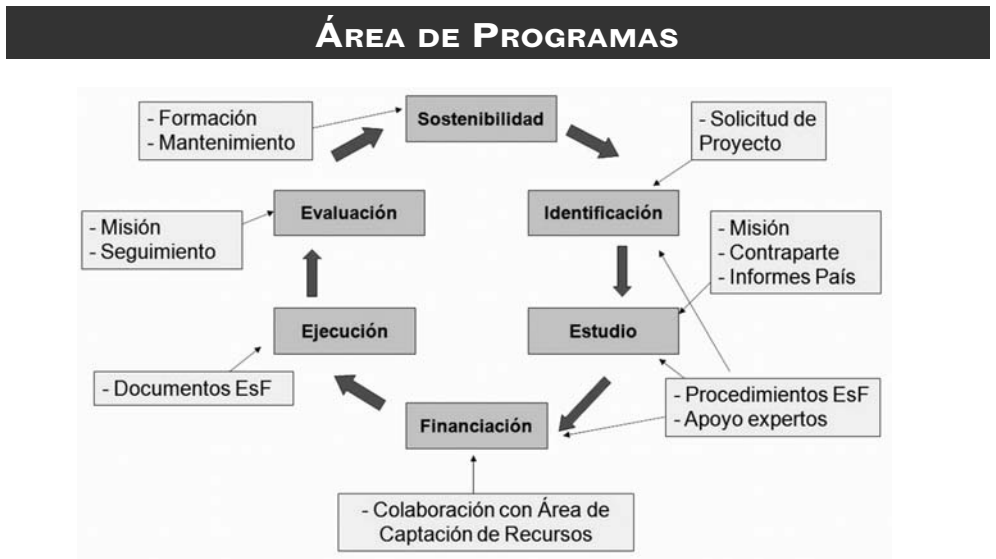 ÁREA DE PROGRAMAS
- Formación
- Mantenimiento
Sostenibilidad
- Solicitud de
Proyecto
Evaluación
Identificación
- Misión
- Seguimiento
- Misión
- Contraparte
- Informes País
Ejecución
Estudio
- Documentos EsF
- Procedimientos EsF
- Apoyo expertos
Financiación
- Colaboración con Área de
Captación de Recursos